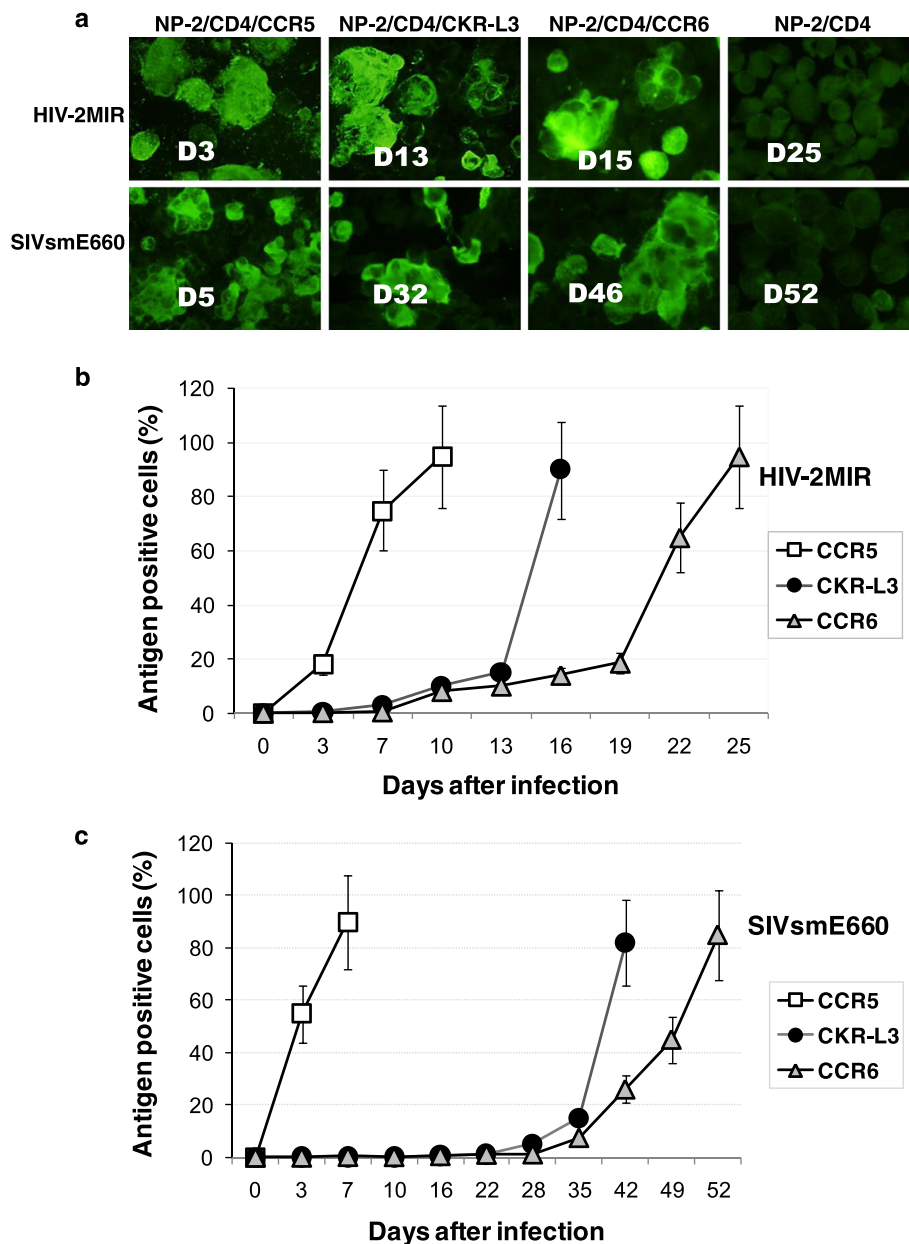 a
NP-2/CD4/CCR5 NP-2/CD4/CKR-L3 NP-2/CD4/CCR6 NP-2/CD4
HIV-2MIR
D3 D13 D15 D25
SIVsmE660
D5 D32 D46 D52
b
Antigen positive cells (%)
120
100
80
60
40
20
0
0 3 7 10 13 16 19 22 25
Days after infection
HIV-2MIR
CCR5
CKR-L3
CCR6
c
Antigen positive cells (%)
120
100
80
60
40
20
0
0 3 7 10 16 22 28 35 42 49 52
Days after infection
SIVsmE660
CCR5
CKR-L3
CCR6